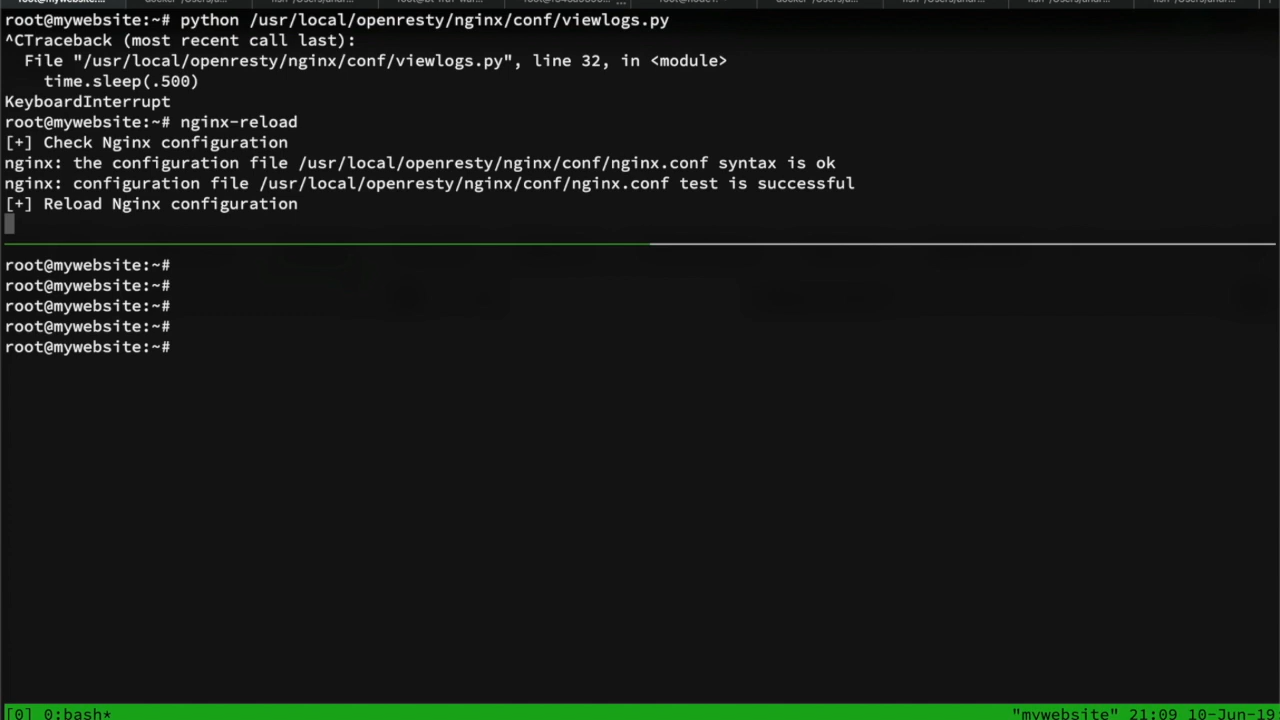 root@mywebsite:~# python /usr/local/openresty/nginx/conf/viewlogs.py
^CTraceback (most recent call last):
  File "/usr/local/openresty/nginx/conf/viewlogs.py", line 32, in <module>
    time.sleep(.500)
KeyboardInterrupt
root@mywebsite:~# nginx-reload
[+] Check Nginx configuration
nginx: the configuration file /usr/local/openresty/nginx/conf/nginx.conf syntax is ok
nginx: configuration file /usr/local/openresty/nginx/conf/nginx.conf test is successful
[+] Reload Nginx configuration
root@mywebsite:~#
root@mywebsite:~#
root@mywebsite:~#
root@mywebsite:~#
root@mywebsite:~#
[0] 0:bash* "mywebsite" 21:09 10-Jun-19